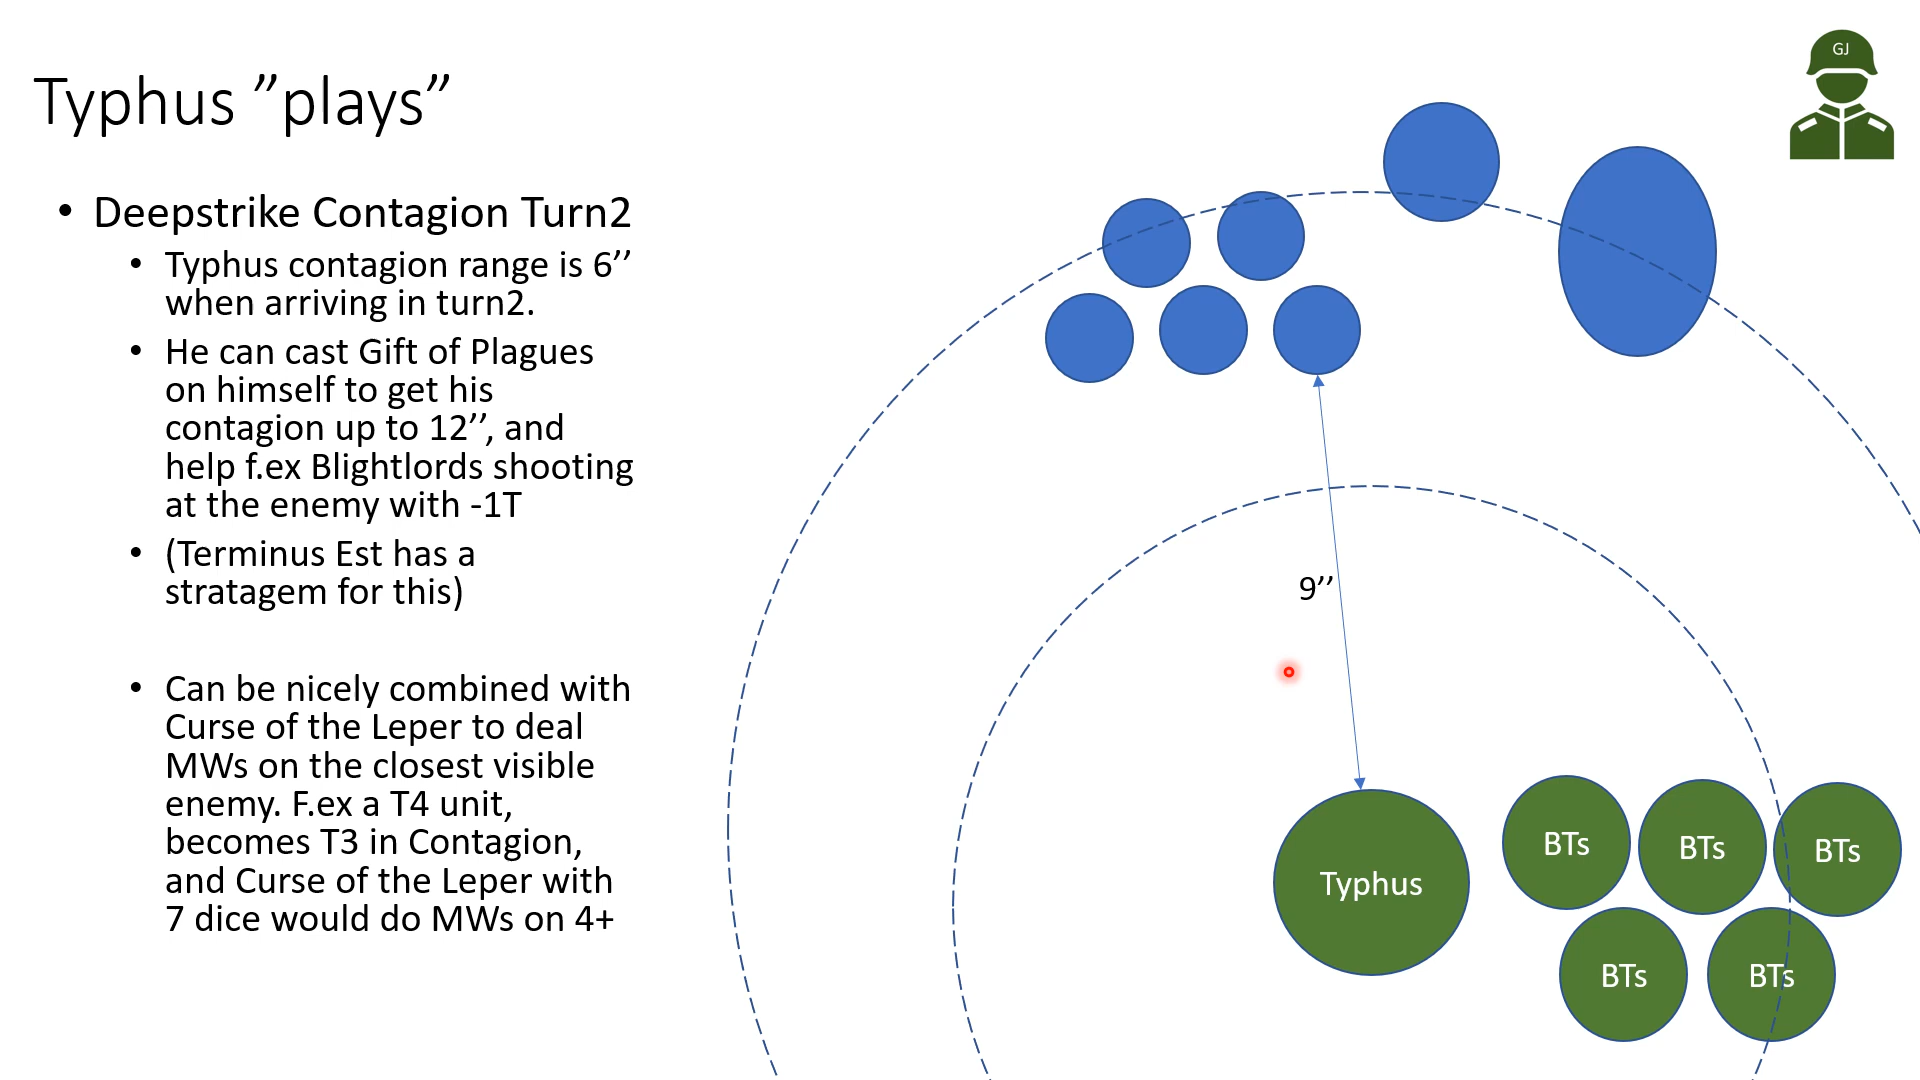 GJ
Typhus ”plays”
• Deepstrike Contagion Turn2
• Typhus contagion range is 6’’
when arriving in turn2.
• He can cast Gift of Plagues
on himself to get his
contagion up to 12’’, and
help f.ex Blightlords shooting
at the enemy with -1T
• (Terminus Est has a
stratagem for this)
• Can be nicely combined with
Curse of the Leper to deal
MWs on the closest visible
enemy. F.ex a T4 unit,
becomes T3 in Contagion,
and Curse of the Leper with
7 dice would do MWs on 4+
9’’
Typhus
BTs
BTs
BTs
BTs
BTs